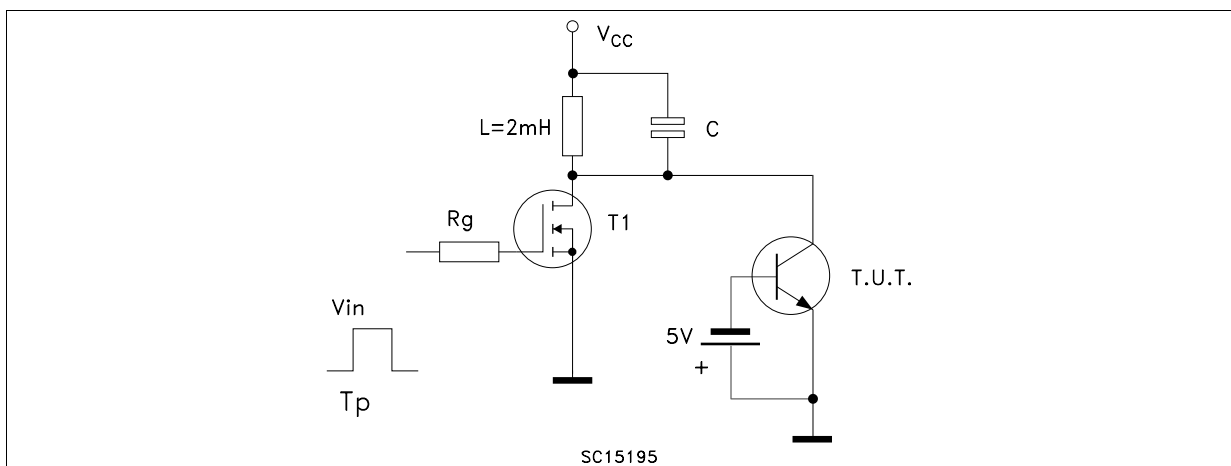 VCC
L=2mH
C
Rg
T1
T.U.T.
Vin
5V
+
Tp
SC15195